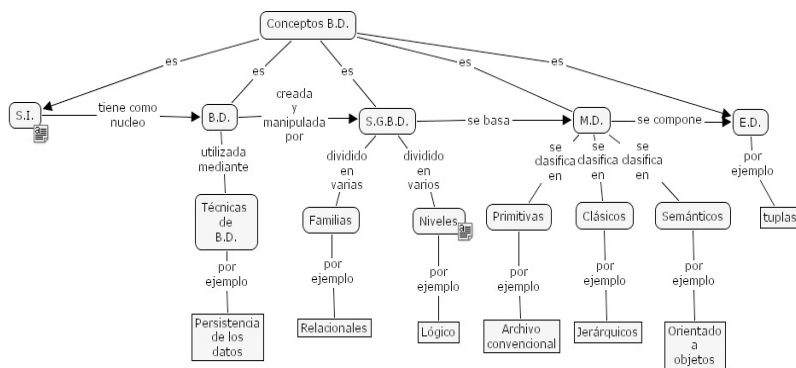 Conceptos B.D.
es
es
es
es
es
S.I.
tiene como
nucleo
B.D.
creada
y
manipulada
por
S.G.B.D.
se basa
M.D.
se compone
E.D.
utilizada
mediante
dividido
en
varias
dividido
en
varios
se
clasifica
en
se
clasifica
en
se
clasifica
en
por
ejemplo
Técnicas
de
B.D.
Familias
Niveles
Primitivas
Clásicos
Semánticos
tuplas
por
ejemplo
por
ejemplo
por
ejemplo
por
ejemplo
por
ejemplo
por
ejemplo
Persistencia
de los
datos
Relacionales
Lógico
Archivo
convencional
Jerárquicos
Orientado
a
objetos